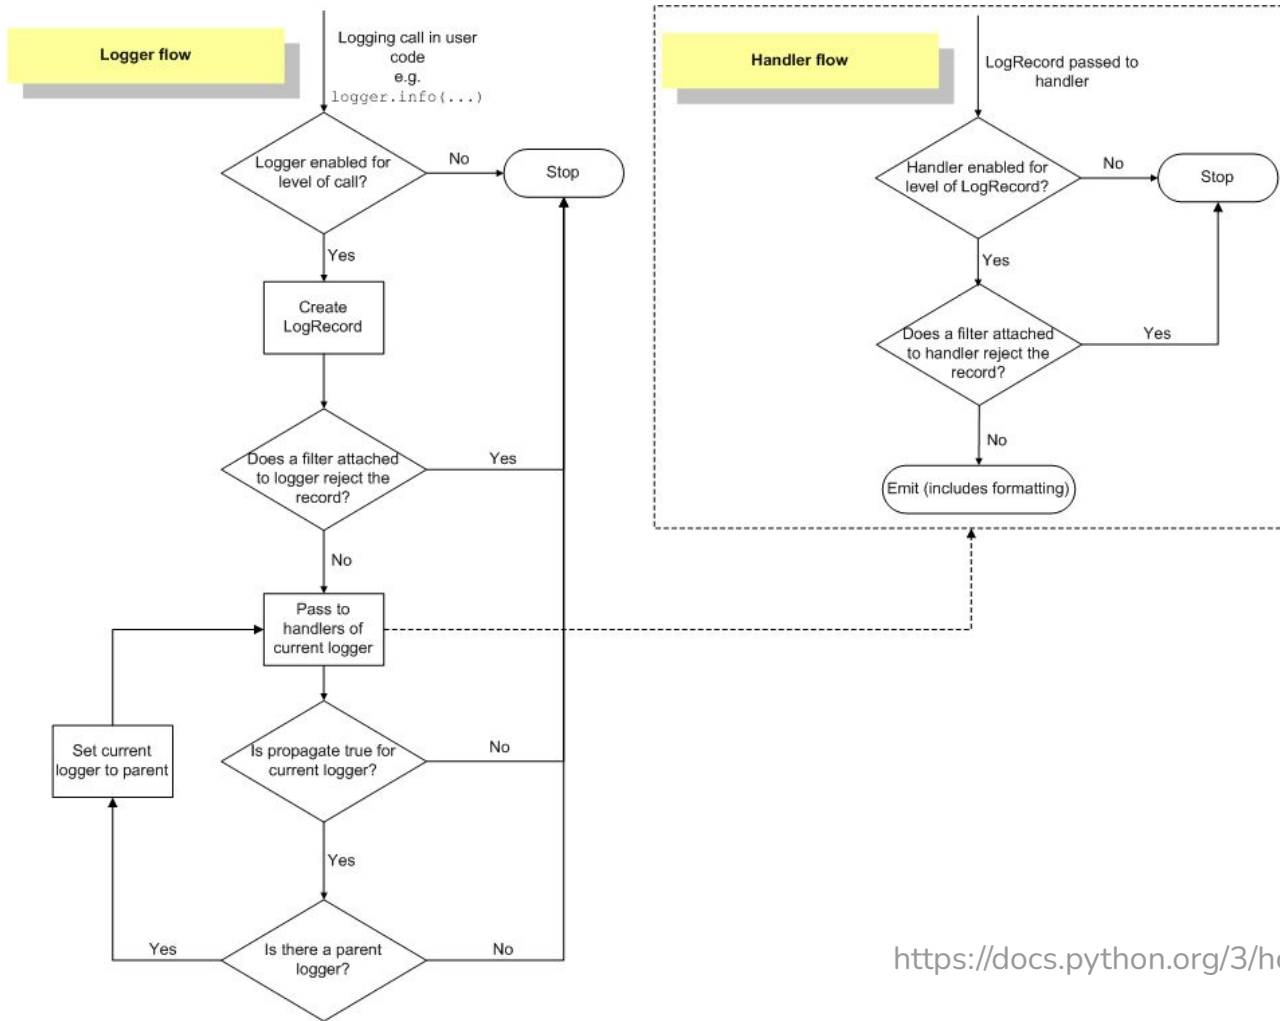 Logger flow
Logging call in user
code
e.g.
logger.info(...)
Logger enabled for
level of call?
No
Stop
Yes
Create
LogRecord
Does a filter attached
to logger reject the
record?
Yes
No
Pass to
handlers of
current logger
Set current
logger to parent
Is propagate true for
current logger?
No
Yes
Is there a parent
logger?
Yes
No
Handler flow
LogRecord passed to
handler
Handler enabled for
level of LogRecord?
No
Stop
Yes
Does a filter attached
to handler reject the
record?
Yes
No
Emit (includes formatting)
https://docs.python.org/3/ho